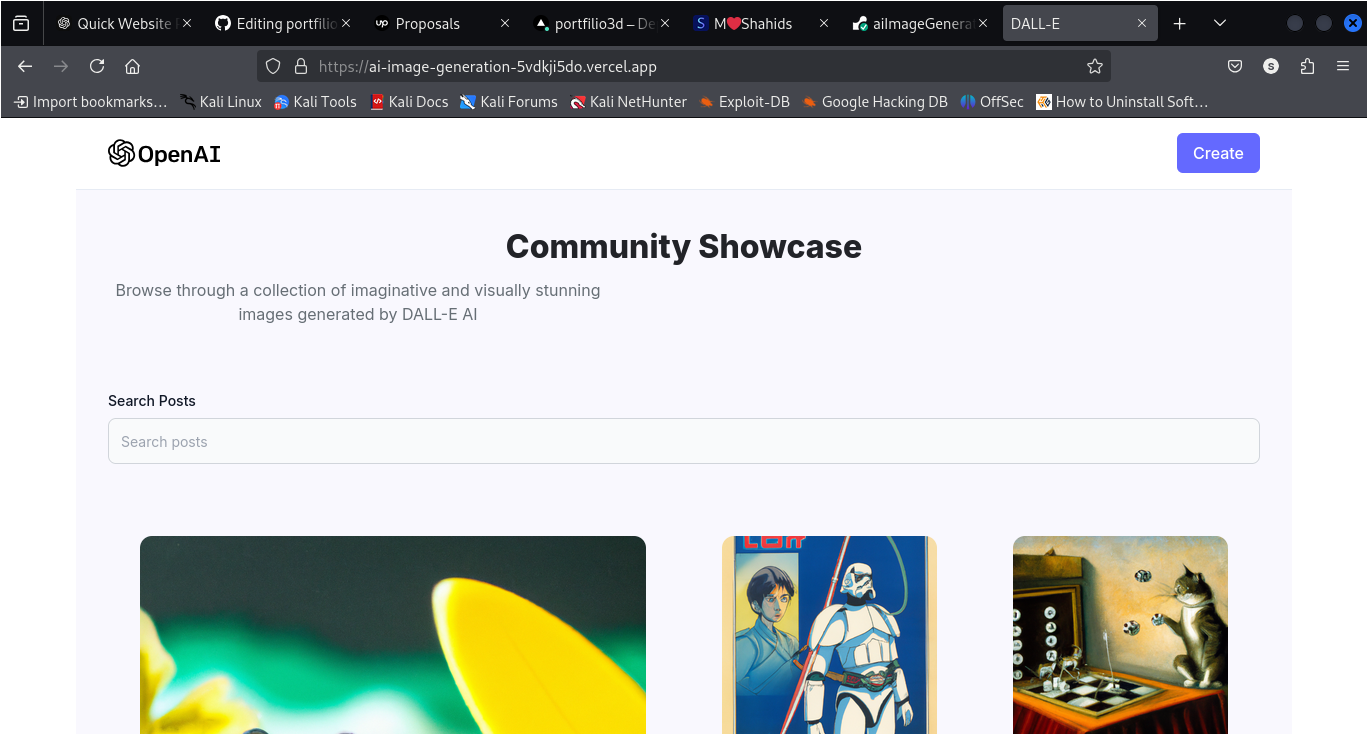 Quick Website
Editing portfilio
Proposals
portfilio3d – De
M❤️Shahids
aiImageGenera
DALL-E
https://ai-image-generation-5vdkji5do.vercel.app
Import bookmarks…
Kali Linux
Kali Tools
Kali Docs
Kali Forums
Kali NetHunter
Exploit-DB
Google Hacking DB
OffSec
How to Uninstall Soft…
OpenAI
Create
Community Showcase
Browse through a collection of imaginative and visually stunning
images generated by DALL-E AI
Search Posts
Search posts